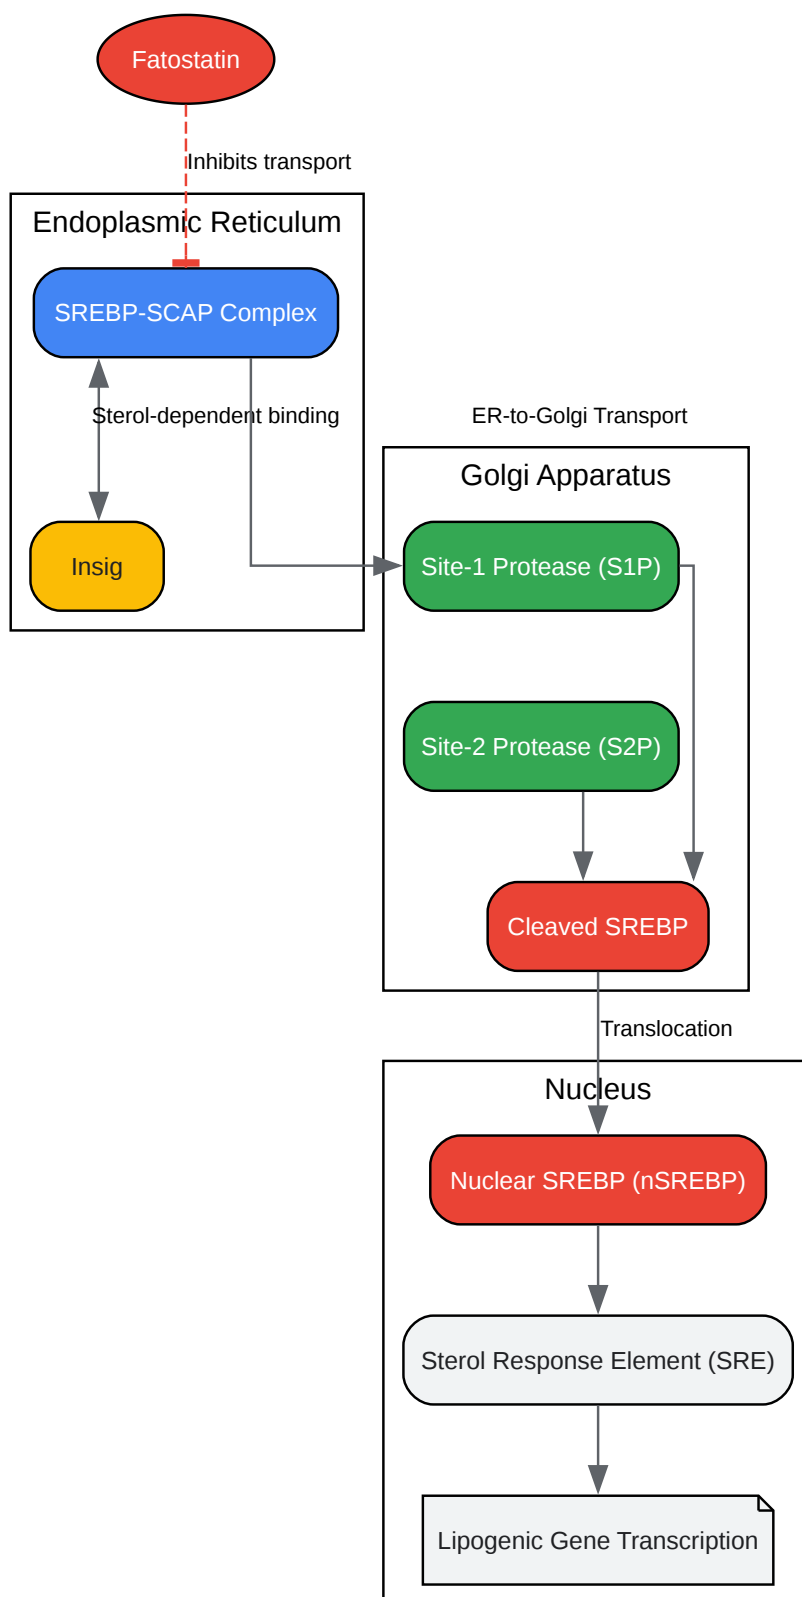 Fatostatin
Inhibits transport
Endoplasmic Reticulum
SREBP-SCAP Complex
Sterol-dependent binding
ER-to-Golgi Transport
Golgi Apparatus
Insig
Site-1 Protease (S1P)
Site-2 Protease (S2P)
Cleaved SREBP
Translocation
Nucleus
Nuclear SREBP (nSREBP)
Sterol Response Element (SRE)
Lipogenic Gene Transcription